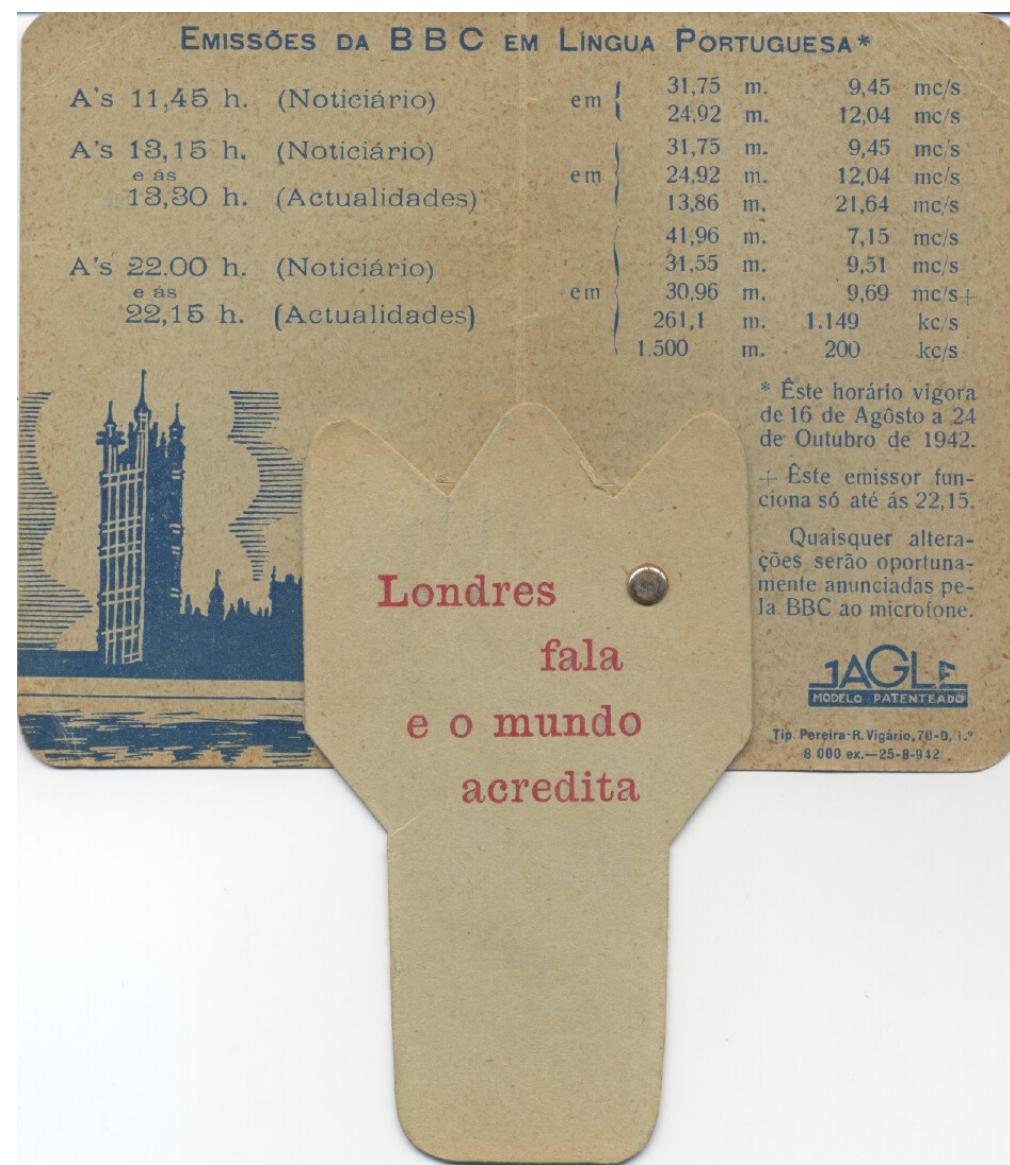 EMISSÕES DA BBC EM LÍNGUA PORTUGUESA*
A's 11,45 h. (Noticiário) em 31,75 m. 9,45 mc/s
24,92 m. 12,04 mc/s
A's 13,15 h. (Noticiário) 31,75 m. 9,45 mc/s
e ás em 24,92 m. 12,04 mc/s
13,30 h. (Actualidades) 13,86 m. 21,64 mc/s
41,96 m. 7,15 mc/s
A's 22.00 h. (Noticiário) 31,55 m. 9,51 mc/s
e ás em 30,96 m. 9,69 mc/s+
22,15 h. (Actualidades) 261,1 m. 1.149 kc/s
1.500 m. 200 kc/s
* Êste horário vigora
de 16 de Agôsto a 24
de Outubro de 1942.
+ Êste emissor fun-
ciona só até ás 22,15.
Quaisquer altera-
ções serão oportuna-
mente anunciadas pe-
la BBC ao microfone.
JAGLE
MODELO PATENTEADO
Tip. Pereira-R. Vigário, 70-D, 1.º
8 000 ex.—25-8-942
Londres
fala
e o mundo
acredita